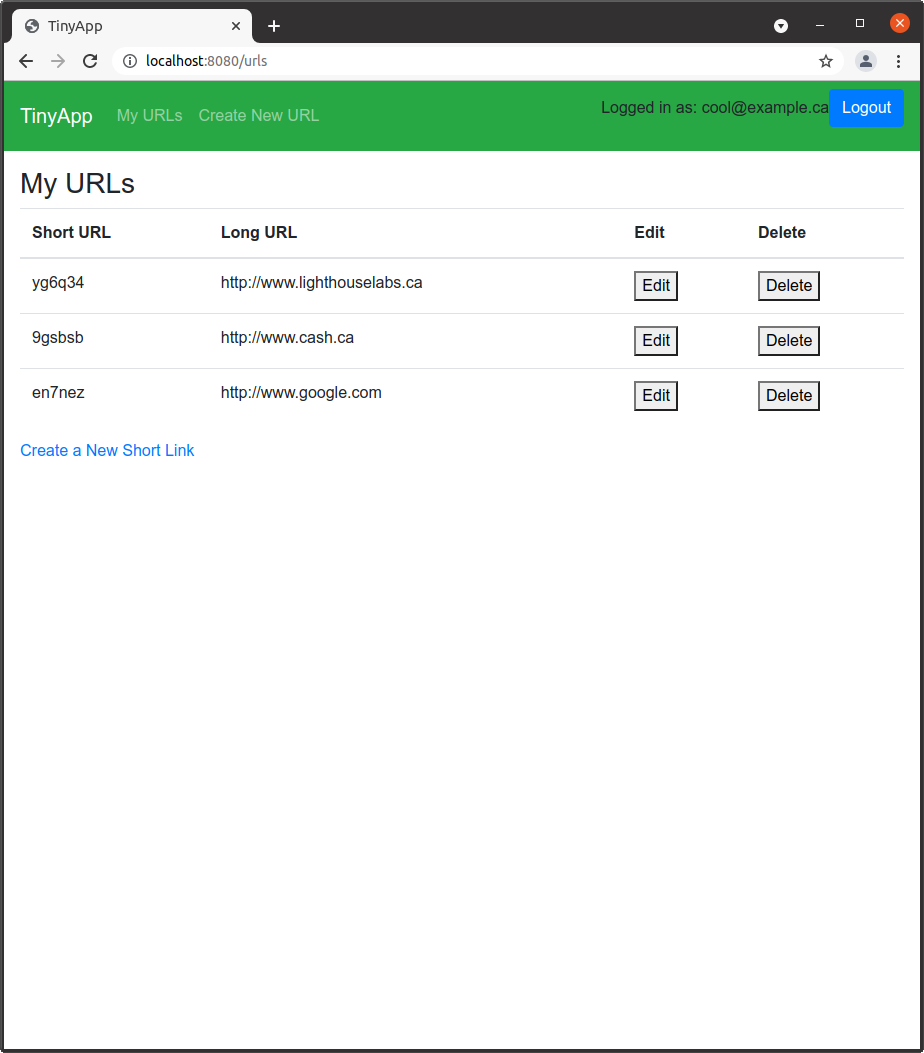 TinyApp
localhost:8080/urls
TinyApp My URLs Create New URL Logged in as: cool@example.ca Logout
My URLs
Short URL Long URL Edit Delete
yg6q34 http://www.lighthouselabs.ca Edit Delete
9gsbsb http://www.cash.ca Edit Delete
en7nez http://www.google.com Edit Delete
Create a New Short Link